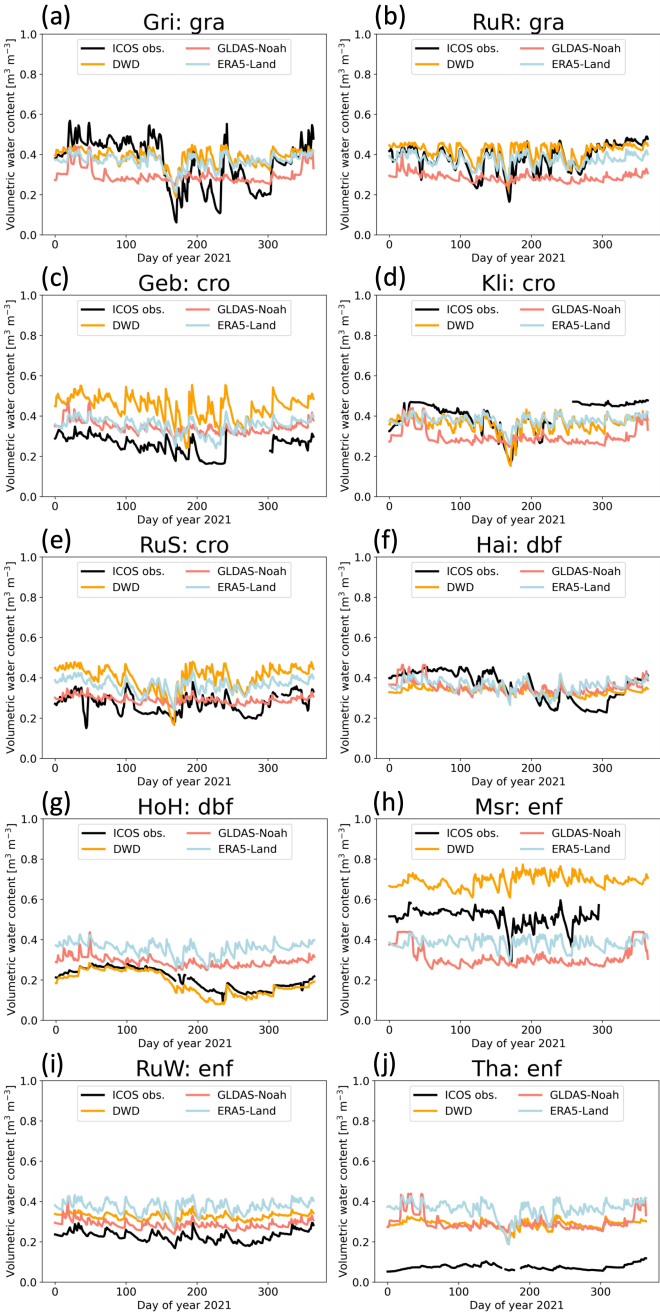 (a)
Gri: gra
Volumetric water content [m³ m⁻³]
1.0
0.8
0.6
0.4
0.2
0.0
ICOS obs.
DWD
GLDAS-Noah
ERA5-Land
0 100 200 300
Day of year 2021
(b)
RuR: gra
Volumetric water content [m³ m⁻³]
1.0
0.8
0.6
0.4
0.2
0.0
ICOS obs.
DWD
GLDAS-Noah
ERA5-Land
0 100 200 300
Day of year 2021
(c)
Geb: cro
Volumetric water content [m³ m⁻³]
1.0
0.8
0.6
0.4
0.2
0.0
ICOS obs.
DWD
GLDAS-Noah
ERA5-Land
0 100 200 300
Day of year 2021
(d)
Kli: cro
Volumetric water content [m³ m⁻³]
1.0
0.8
0.6
0.4
0.2
0.0
ICOS obs.
DWD
GLDAS-Noah
ERA5-Land
0 100 200 300
Day of year 2021
(e)
RuS: cro
Volumetric water content [m³ m⁻³]
1.0
0.8
0.6
0.4
0.2
0.0
ICOS obs.
DWD
GLDAS-Noah
ERA5-Land
0 100 200 300
Day of year 2021
(f)
Hai: dbf
Volumetric water content [m³ m⁻³]
1.0
0.8
0.6
0.4
0.2
0.0
ICOS obs.
DWD
GLDAS-Noah
ERA5-Land
0 100 200 300
Day of year 2021
(g)
HoH: dbf
Volumetric water content [m³ m⁻³]
1.0
0.8
0.6
0.4
0.2
0.0
ICOS obs.
DWD
GLDAS-Noah
ERA5-Land
0 100 200 300
Day of year 2021
(h)
Msr: enf
Volumetric water content [m³ m⁻³]
1.0
0.8
0.6
0.4
0.2
0.0
ICOS obs.
DWD
GLDAS-Noah
ERA5-Land
0 100 200 300
Day of year 2021
(i)
RuW: enf
Volumetric water content [m³ m⁻³]
1.0
0.8
0.6
0.4
0.2
0.0
ICOS obs.
DWD
GLDAS-Noah
ERA5-Land
0 100 200 300
Day of year 2021
(j)
Tha: enf
Volumetric water content [m³ m⁻³]
1.0
0.8
0.6
0.4
0.2
0.0
ICOS obs.
DWD
GLDAS-Noah
ERA5-Land
0 100 200 300
Day of year 2021